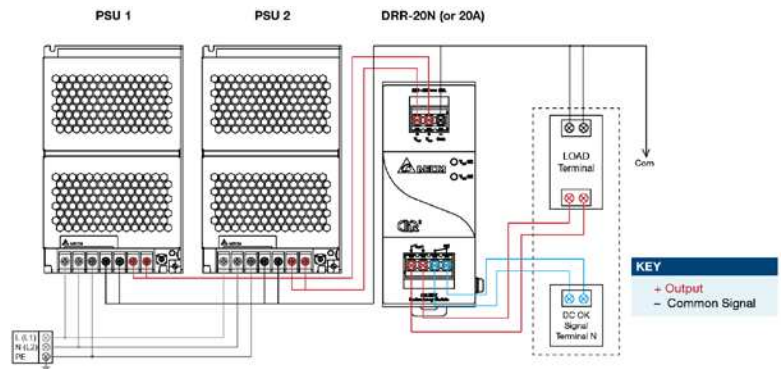 PSU 1
PSU 2
DRR-20N (or 20A)
LOAD
Terminal
Com
L (L1)
N (L2)
PE
DC OK
Signal
Terminal N
KEY
+ Output
– Common Signal